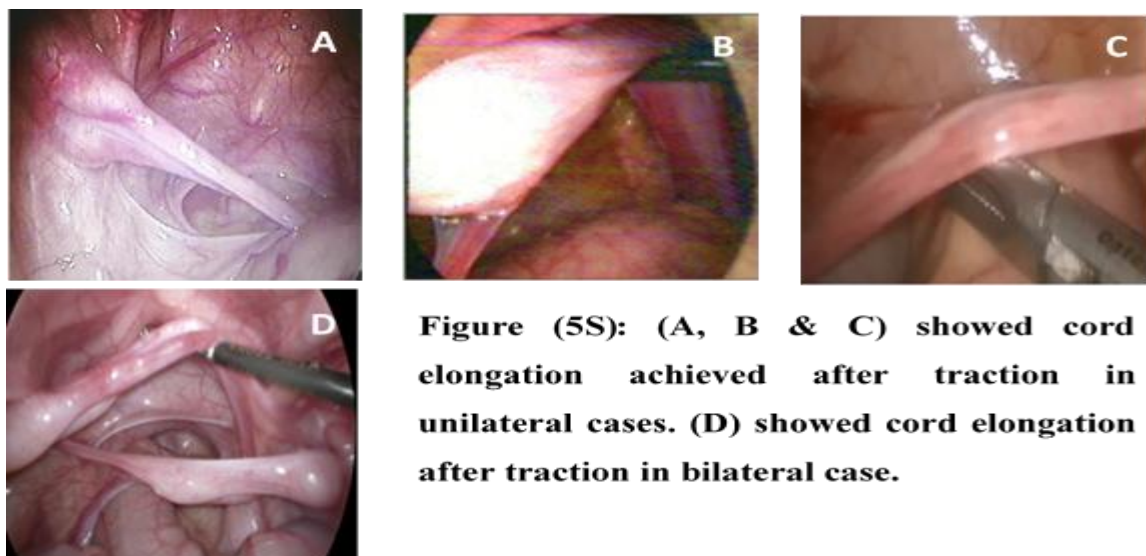 A
B
C
D
Figure (5S): (A, B & C) showed cord
elongation achieved after traction in
unilateral cases. (D) showed cord elongation
after traction in bilateral case.